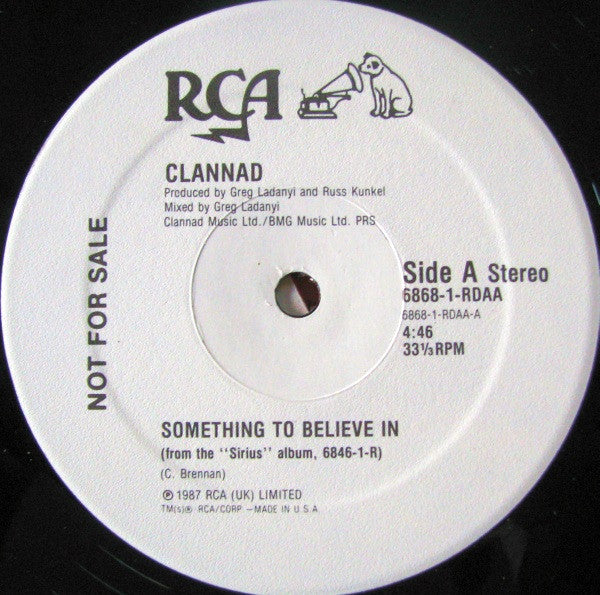 RCA
CLANNAD
Produced by Greg Ladanyi and Russ Kunkel
Mixed by Greg Ladanyi
Clannad Music Ltd./BMG Music Ltd. PRS
NOT FOR SALE
Side A Stereo
6868-1-RDAA
6868-1-RDAA-A
4:46
33⅓ RPM
SOMETHING TO BELIEVE IN
(from the "Sirius" album, 6846-1-R)
(C. Brennan)
℗ 1987 RCA (UK) LIMITED
TM(s)® RCA/CORP –MADE IN U.S.A.